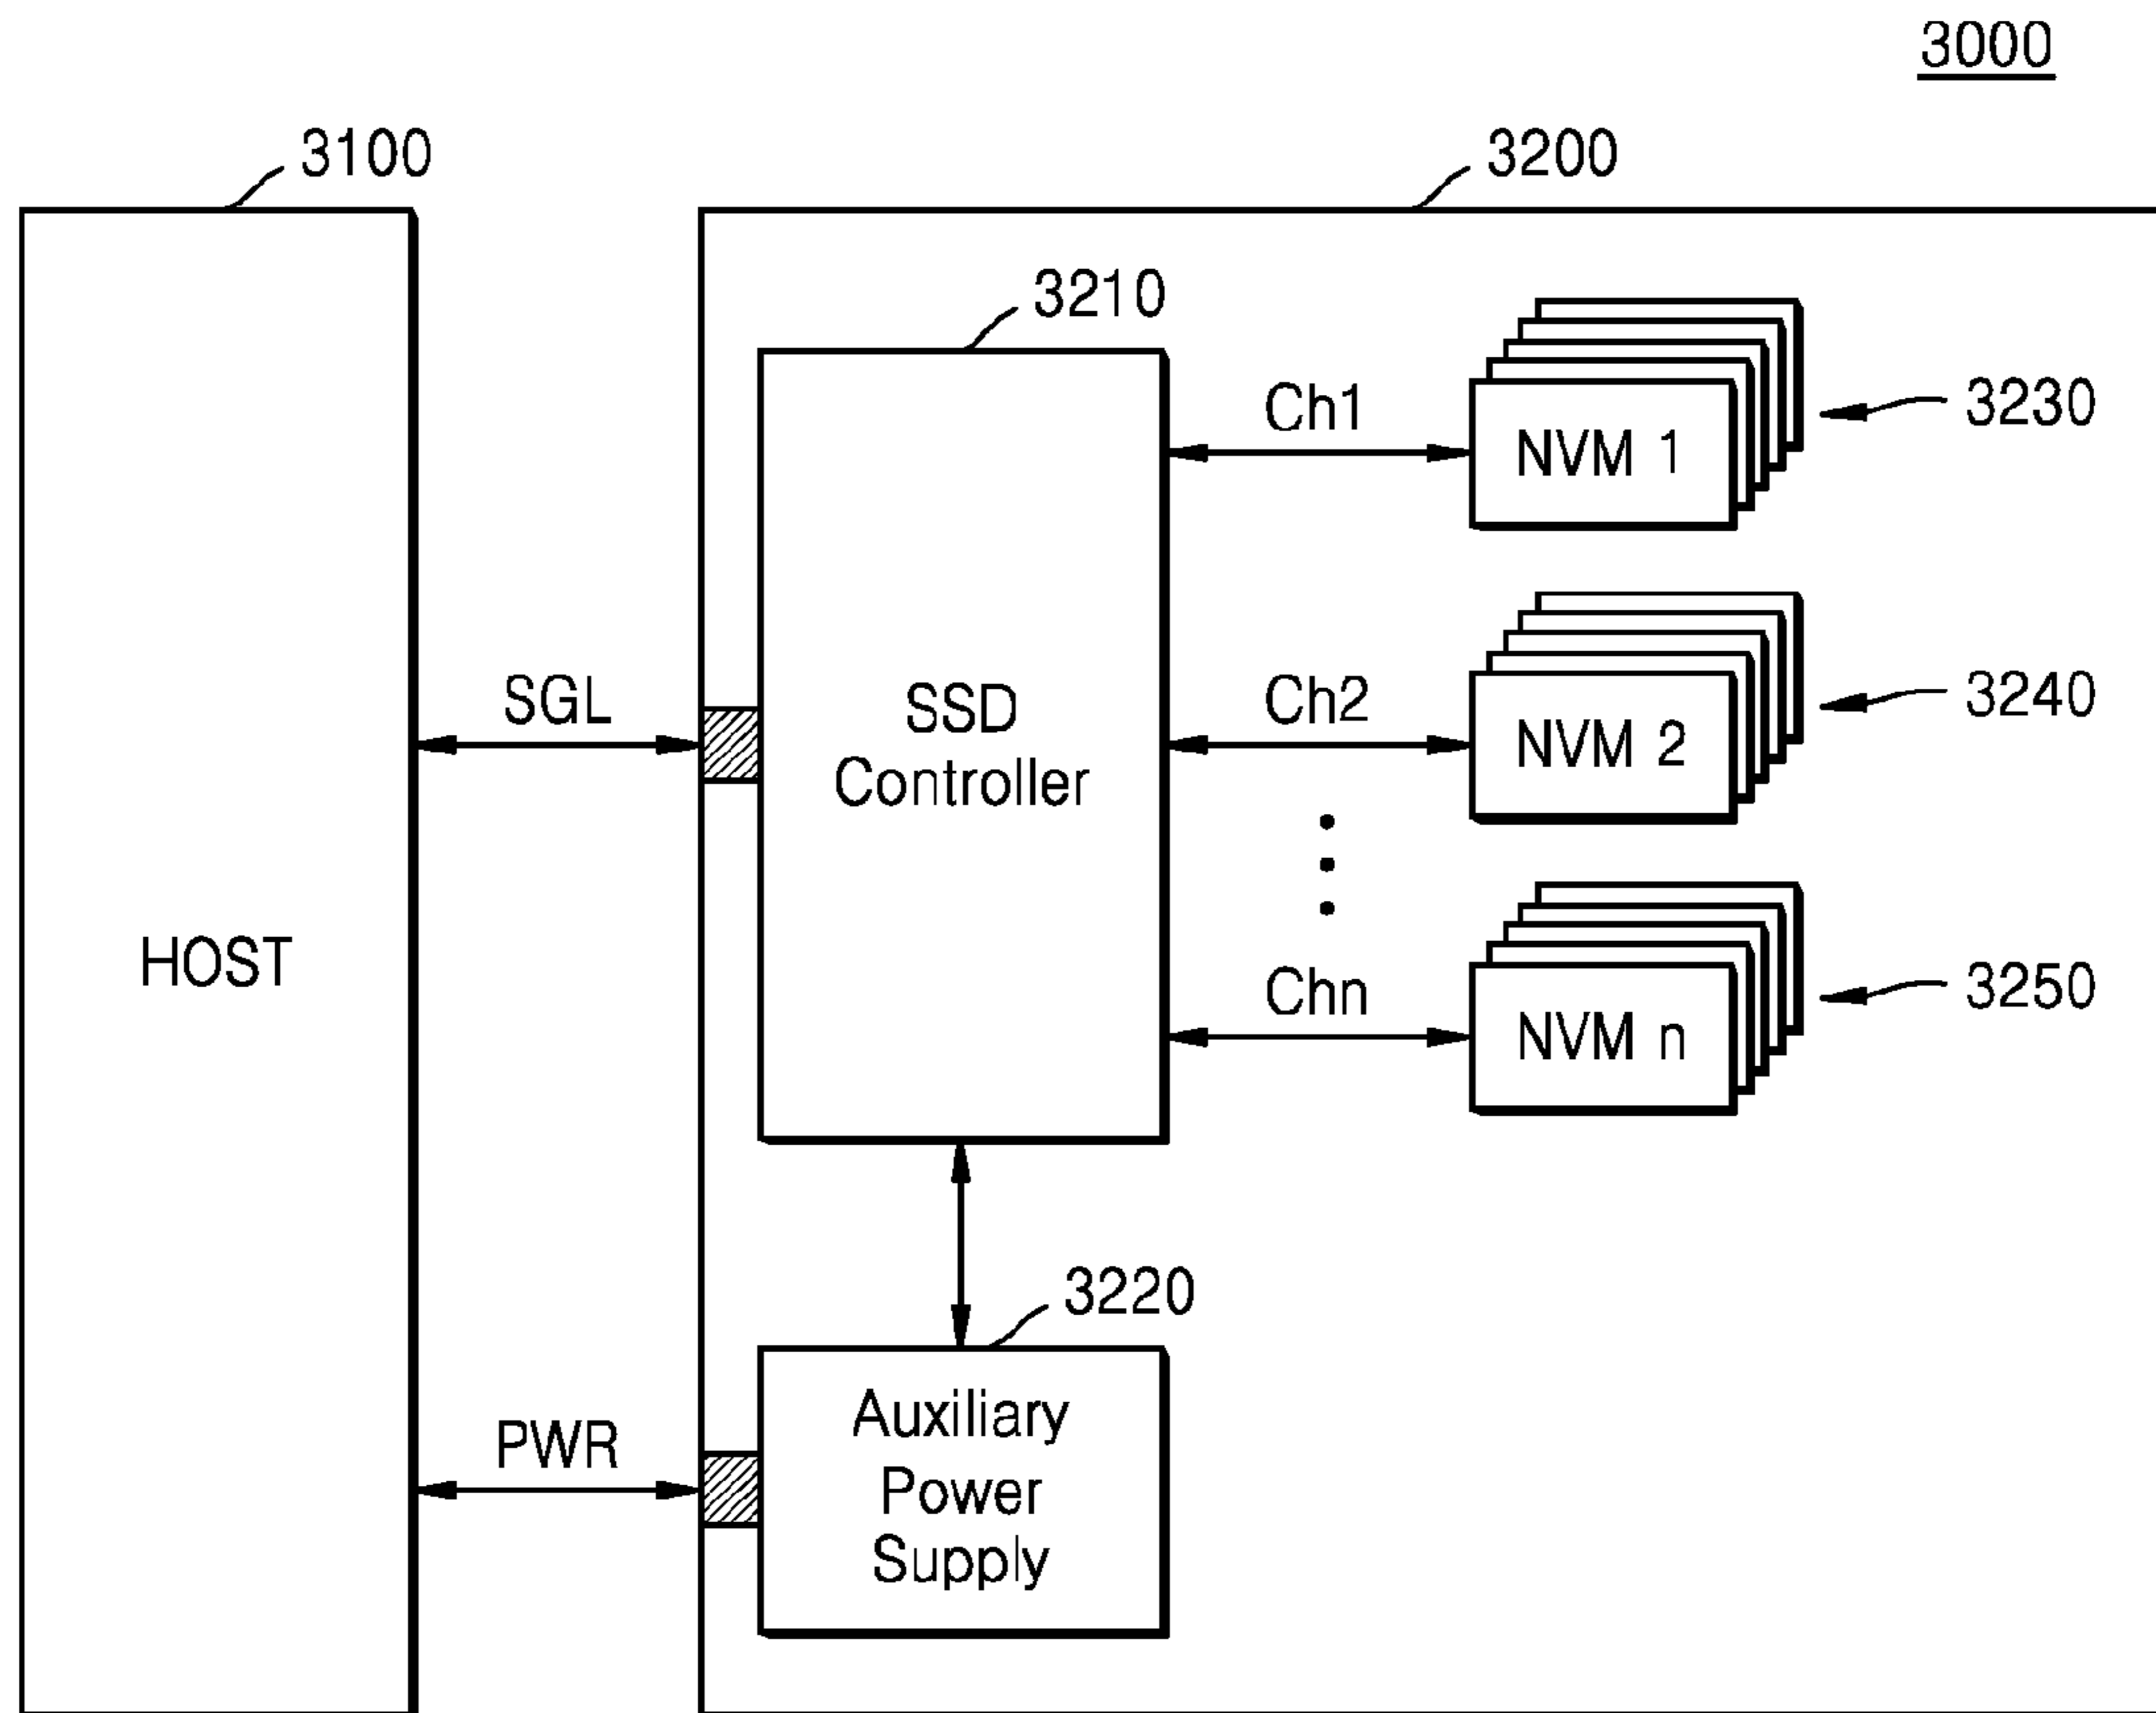 3000
3100
3200
3210
Ch1
NVM 1
3230
SGL
SSD
Controller
Ch2
NVM 2
3240
HOST
Chn
NVM n
3250
3220
PWR
Auxiliary
Power
Supply